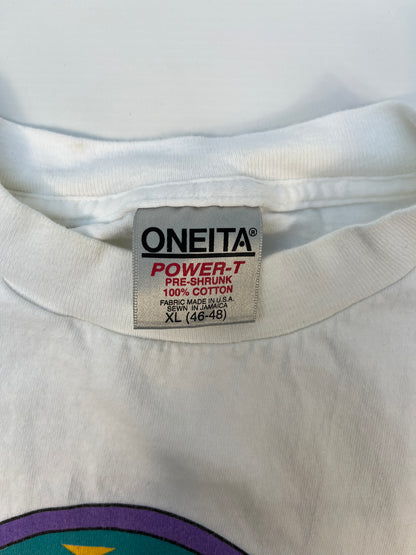 ONEITA®
POWER-T
PRE-SHRUNK
100% COTTON
FABRIC MADE IN U.S.A.
SEWN IN JAMAICA
XL (46-48)